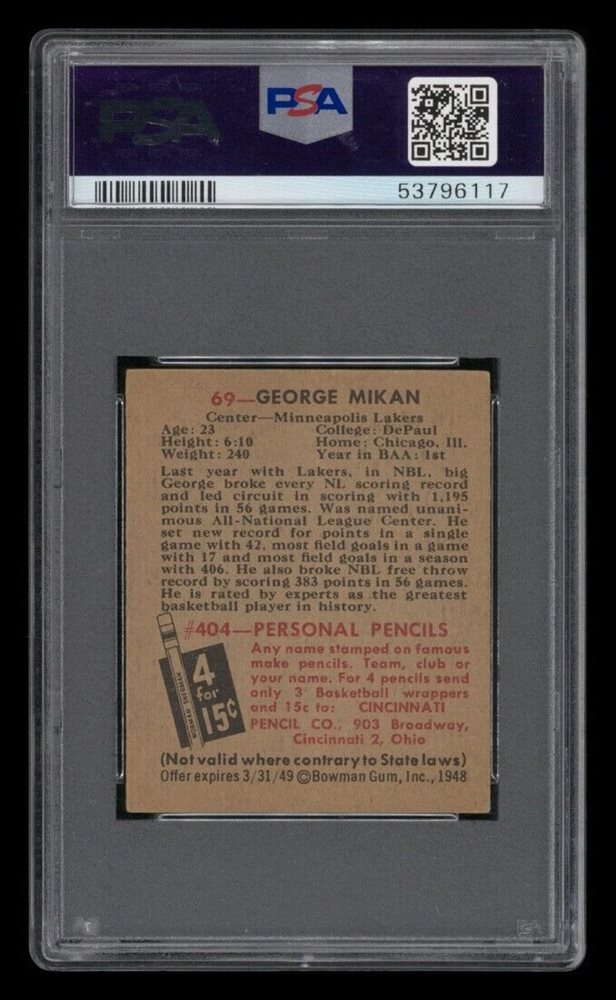 PSA
PSA
53796117
69—GEORGE MIKAN
Center—Minneapolis Lakers
Age: 23 College: DePaul
Height: 6:10 Home: Chicago, Ill.
Weight: 240 Year in BAA: 1st
Last year with Lakers, in NBL, big
George broke every NL scoring record
and led circuit in scoring with 1,195
points in 56 games. Was named unani-
mous All-National League Center. He
set new record for points in a single
game with 42, most field goals in a game
with 17 and most field goals in a season
with 406. He also broke NBL free throw
record by scoring 383 points in 56 games.
He is rated by experts as the greatest
basketball player in history.
#404—PERSONAL PENCILS
4
for
15¢
Any name stamped on famous
make pencils. Team, club or
your name. For 4 pencils send
only 3 Basketball wrappers
and 15c to: CINCINNATI
PENCIL CO., 903 Broadway,
Cincinnati 2, Ohio
(Not valid where contrary to State laws)
Offer expires 3/31/49 ©Bowman Gum, Inc., 1948